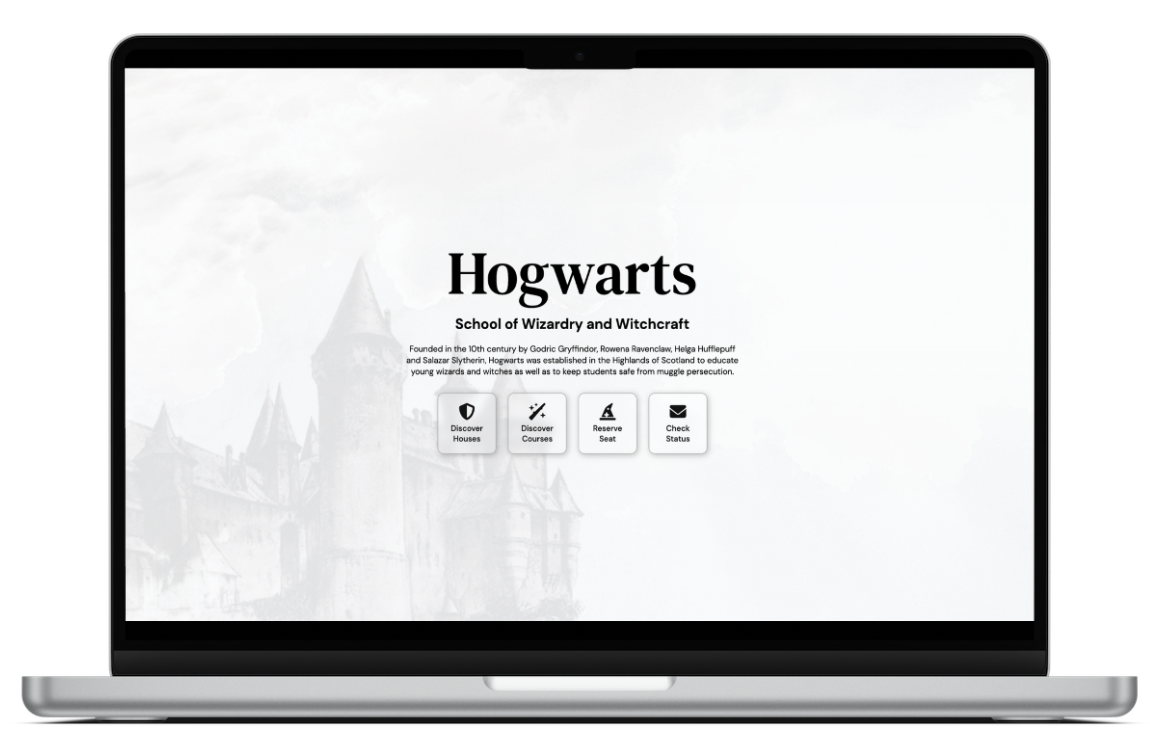 Hogwarts
School of Wizardry and Witchcraft
Founded in the 10th century by Godric Gryffindor, Rowena Ravenclaw, Helga Hufflepuff
and Salazar Slytherin, Hogwarts was established in the Highlands of Scotland to educate
young wizards and witches as well as to keep students safe from muggle persecution.
Discover
Houses
Discover
Courses
Reserve
Seat
Check
Status